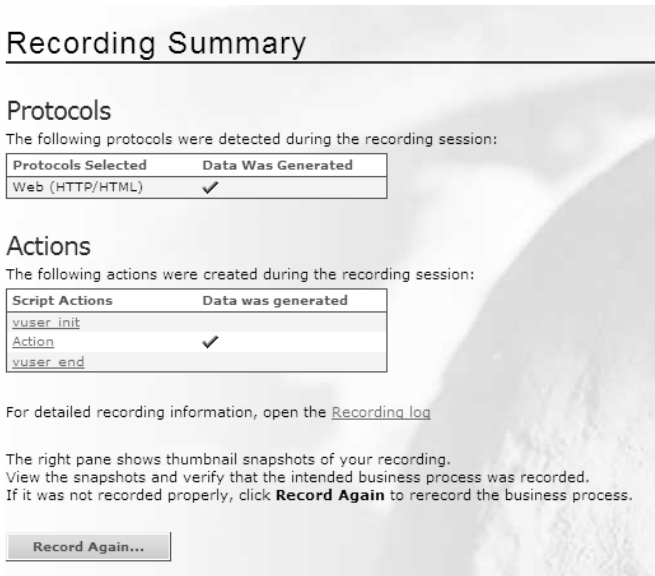 Recording Summary
Protocols
The following protocols were detected during the recording session:
Protocols Selected Data Was Generated
Web (HTTP/HTML) ✓
Actions
The following actions were created during the recording session:
Script Actions Data was generated
vuser_init
Action ✓
vuser_end
For detailed recording information, open the Recording log
The right pane shows thumbnail snapshots of your recording.
View the snapshots and verify that the intended business process was recorded.
If it was not recorded properly, click Record Again to rerecord the business process.
Record Again...